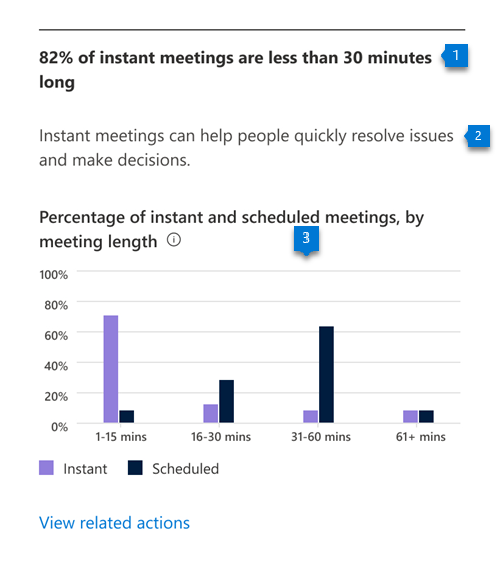 82% of instant meetings are less than 30 minutes
long
1
Instant meetings can help people quickly resolve issues
and make decisions.
2
Percentage of instant and scheduled meetings, by
meeting length
3
100%
80%
60%
40%
20%
0%
1-15 mins
16-30 mins
31-60 mins
61+ mins
Instant
Scheduled
View related actions